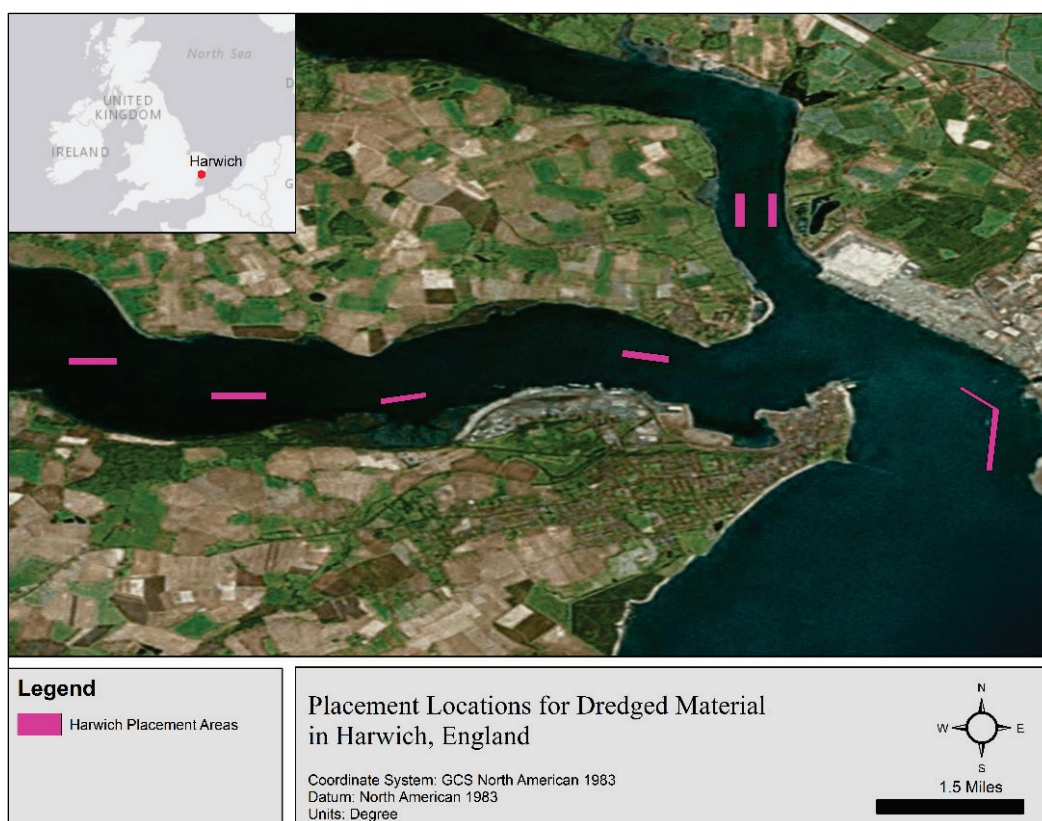 North Sea
UNITED
KINGDOM
IRELAND
Harwich
D
G
Legend
Harwich Placement Areas
Placement Locations for Dredged Material
in Harwich, England
Coordinate System: GCS North American 1983
Datum: North American 1983
Units: Degree
N
W
E
S
1.5 Miles